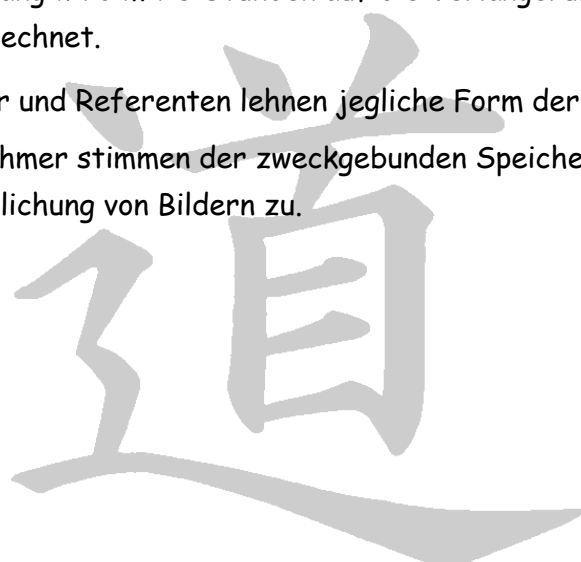 echnet.
r und Referenten lehnen jegliche Form der
hmer stimmen der zweckgebunden Speiche
lichung von Bildern zu.
道